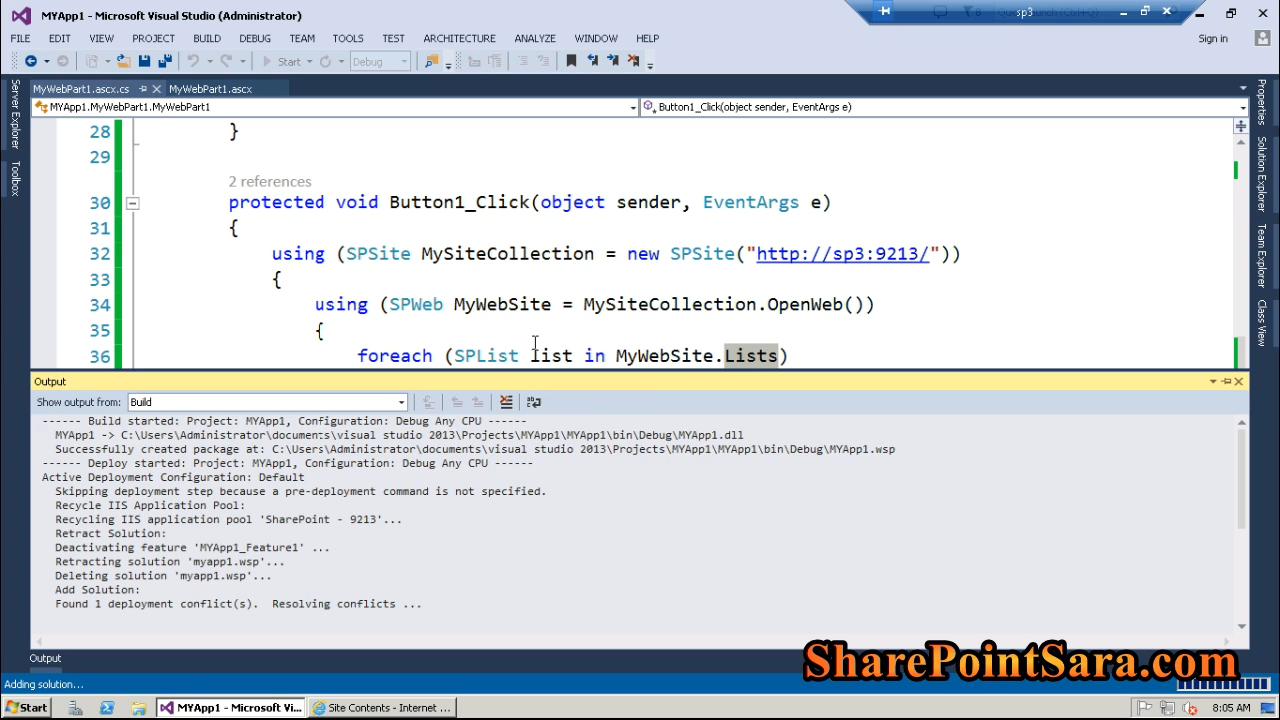 MYApp1 - Microsoft Visual Studio (Administrator)
sp3
FILE EDIT VIEW PROJECT BUILD DEBUG TEAM TOOLS TEST ARCHITECTURE ANALYZE WINDOW HELP
Sign in
Start Debug
MyWebPart1.ascx.cs MyWebPart1.ascx
MYApp1.MyWebPart1.MyWebPart1 Button1_Click(object sender, EventArgs e)
Server Explorer
Toolbox
Properties
Solution Explorer
Team Explorer
Class View
28 }
29
2 references
30 protected void Button1_Click(object sender, EventArgs e)
31 {
32 using (SPSite MySiteCollection = new SPSite("http://sp3:9213/"))
33 {
34 using (SPWeb MyWebSite = MySiteCollection.OpenWeb())
35 {
36 foreach (SPList list in MyWebSite.Lists)
Output
Show output from: Build
------ Build started: Project: MYApp1, Configuration: Debug Any CPU ------
MYApp1 -> C:\Users\Administrator\documents\visual studio 2013\Projects\MYApp1\MYApp1\bin\Debug\MYApp1.dll
Successfully created package at: C:\Users\Administrator\documents\visual studio 2013\Projects\MYApp1\MYApp1\bin\Debug\MYApp1.wsp
------ Deploy started: Project: MYApp1, Configuration: Debug Any CPU ------
Active Deployment Configuration: Default
Skipping deployment step because a pre-deployment command is not specified.
Recycle IIS Application Pool:
Recycling IIS application pool 'SharePoint - 9213'...
Retract Solution:
Deactivating feature 'MYApp1_Feature1' ...
Retracting solution 'myapp1.wsp'...
Deleting solution 'myapp1.wsp'...
Add Solution:
Found 1 deployment conflict(s). Resolving conflicts ...
Output
SharePointSara.com
Adding solution...
Start MYApp1 - Microsoft Vi... Site Contents - Internet ... 8:05 AM